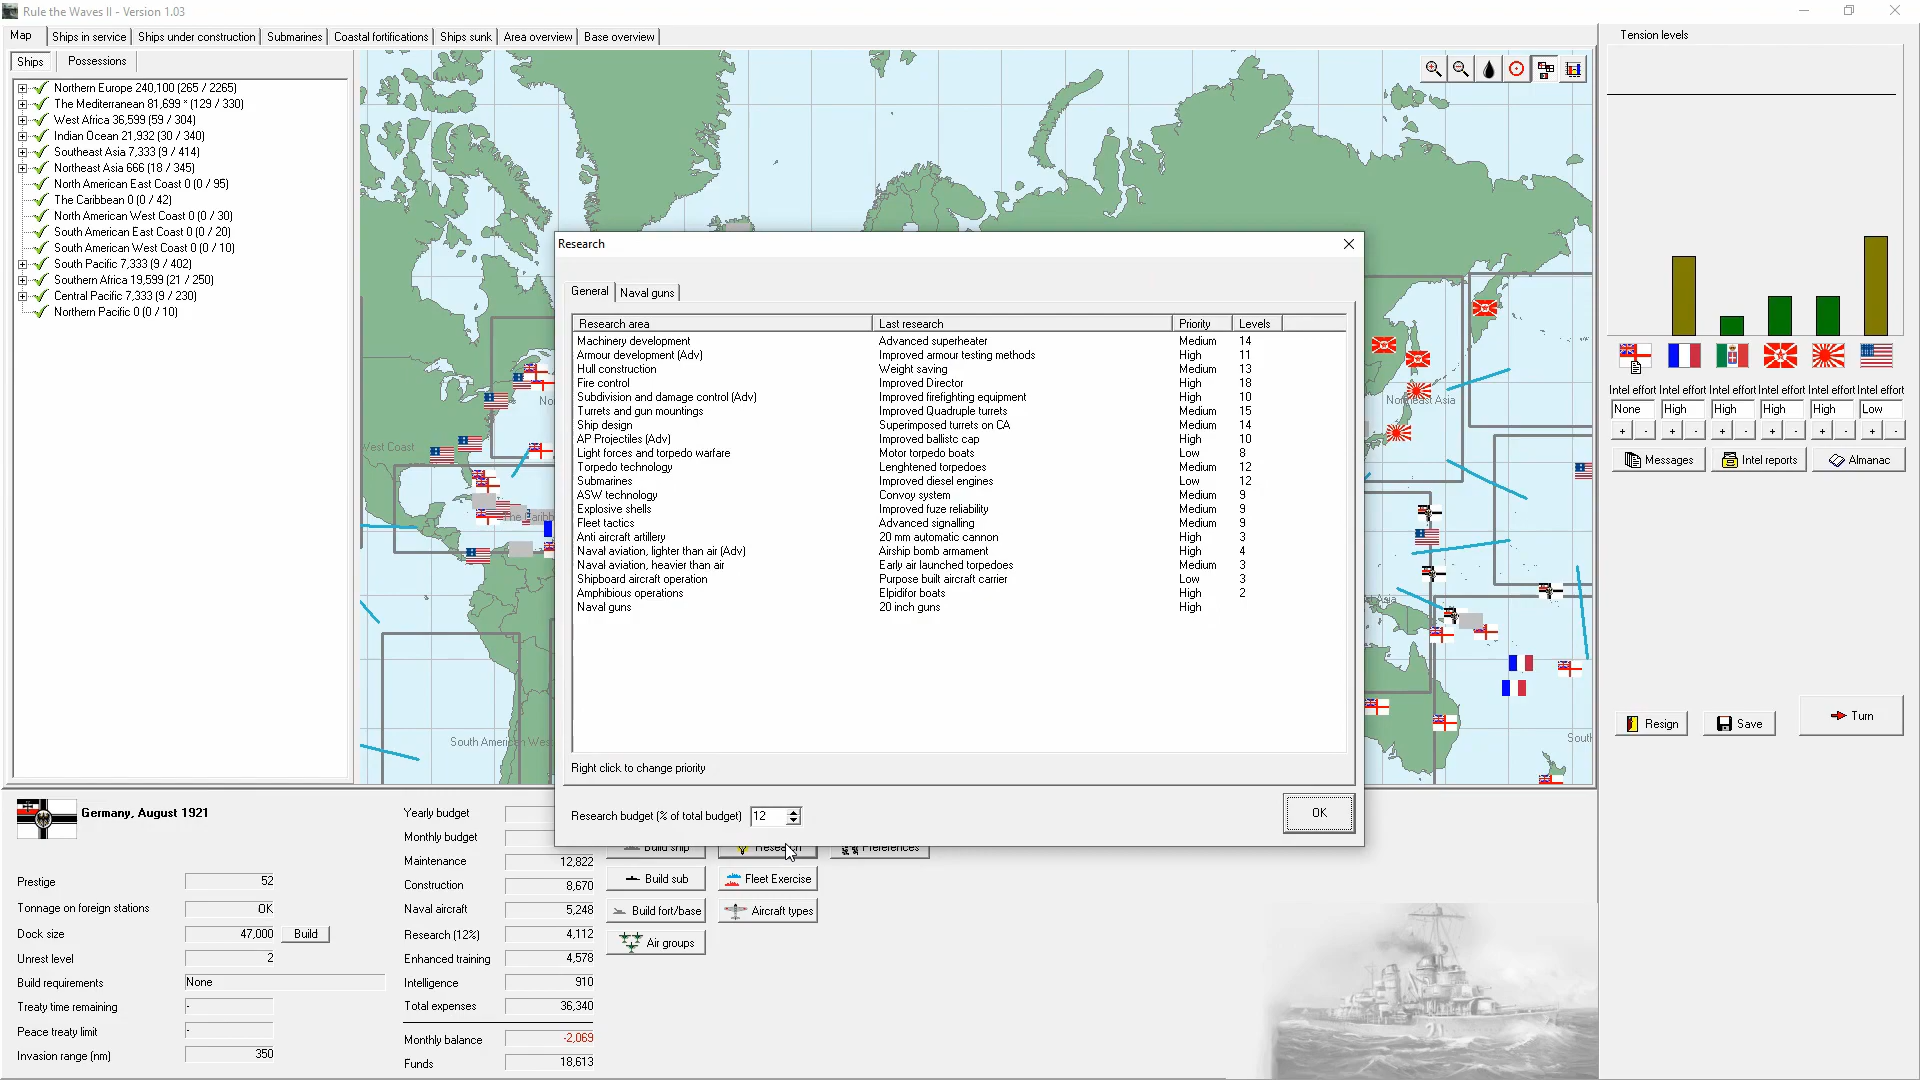 Rule the Waves II - Version 1.03
Map Ships in service Ships under construction Submarines Coastal fortifications Ships sunk Area overview Base overview
Ships Possessions
Northern Europe 240,100 (265 / 2265)
The Mediterranean 81,699 * (129 / 330)
West Africa 36,599 (59 / 304)
Indian Ocean 21,932 (30 / 340)
Southeast Asia 7,333 (9 / 414)
Northeast Asia 666 (18 / 345)
North American East Coast 0 (0 / 95)
The Caribbean 0 (0 / 42)
North American West Coast 0 (0 / 30)
South American East Coast 0 (0 / 20)
South American West Coast 0 (0 / 10)
South Pacific 7,333 (9 / 402)
Southern Africa 19,599 (21 / 250)
Central Pacific 7,333 (9 / 230)
Northern Pacific 0 (0 / 10)
West Coast
No
The Caribb
South American Wes
Northeast Asia
st Asia
South
Research
General Naval guns
Research area Last research Priority Levels
Machinery development Advanced superheater Medium 14
Armour development (Adv) Improved armour testing methods High 11
Hull construction Weight saving Medium 13
Fire control Improved Director High 18
Subdivision and damage control (Adv) Improved firefighting equipment High 10
Turrets and gun mountings Improved Quadruple turrets Medium 15
Ship design Superimposed turrets on CA Medium 14
AP Projectiles (Adv) Improved ballistc cap High 10
Light forces and torpedo warfare Motor torpedo boats Low 8
Torpedo technology Lenghtened torpedoes Medium 12
Submarines Improved diesel engines Low 12
ASW technology Convoy system Medium 9
Explosive shells Improved fuze reliability Medium 9
Fleet tactics Advanced signalling Medium 9
Anti aircraft artillery 20 mm automatic cannon High 3
Naval aviation, lighter than air (Adv) Airship bomb armament High 4
Naval aviation, heavier than air Early air launched torpedoes Medium 3
Shipboard aircraft operation Purpose built aircraft carrier Low 3
Amphibious operations Elpidifor boats High 2
Naval guns 20 inch guns High
Right click to change priority
Research budget (% of total budget) 12
OK
Tension levels
Intel effort Intel effort Intel effort Intel effort Intel effort Intel effort
None High High High High Low
+ - + - + - + - + - + -
Messages Intel reports Almanac
Resign Save Turn
Germany, August 1921
Prestige 52
Tonnage on foreign stations OK
Dock size 47,000 Build
Unrest level 2
Build requirements None
Treaty time remaining -
Peace treaty limit -
Invasion range (nm) 350
Yearly budget
Monthly budget
Maintenance 12,822
Construction 8,670
Naval aircraft 5,248
Research (12%) 4,112
Enhanced training 4,578
Intelligence 910
Total expenses 36,340
Monthly balance -2,069
Funds 18,613
Build ship Research Preferences
Build sub Fleet Exercise
Build fort/base Aircraft types
Air groups